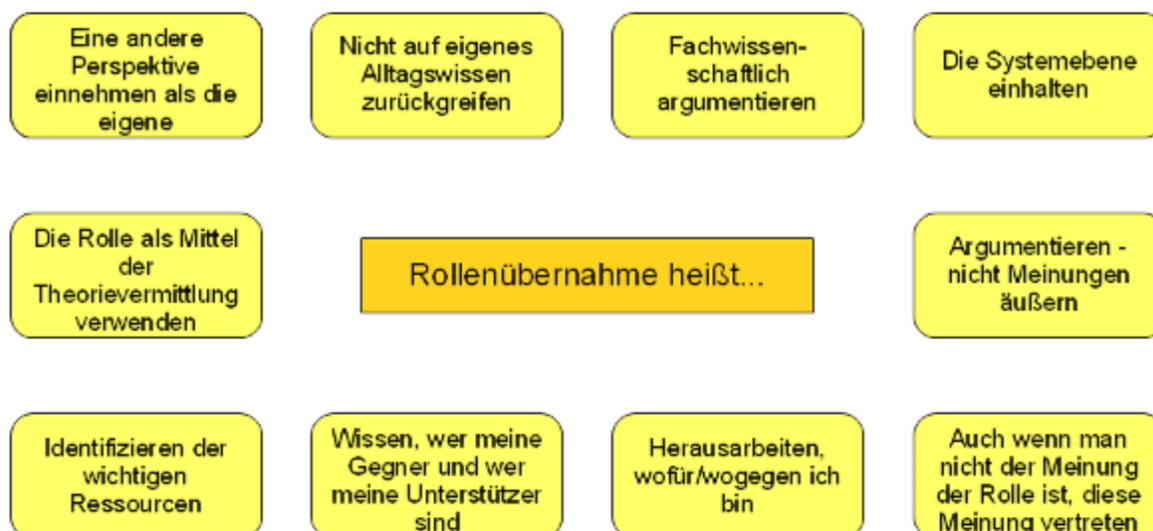 Eine andere
Perspektive
einnehmen als die
eigene
Nicht auf eigenes
Alltagswissen
zurückgreifen
Fachwissen-
schaftlich
argumentieren
Die Systemebene
einhalten
Die Rolle als Mittel
der
Theorievermittlung
verwenden
Rollenübernahme heißt...
Argumentieren -
nicht Meinungen
äußern
Identifizieren der
wichtigen
Ressourcen
Wissen, wer meine
Gegner und wer
meine Unterstützer
sind
Herausarbeiten,
wofür/wogegen ich
bin
Auch wenn man
nicht der Meinung
der Rolle ist, diese
Meinung vertreten